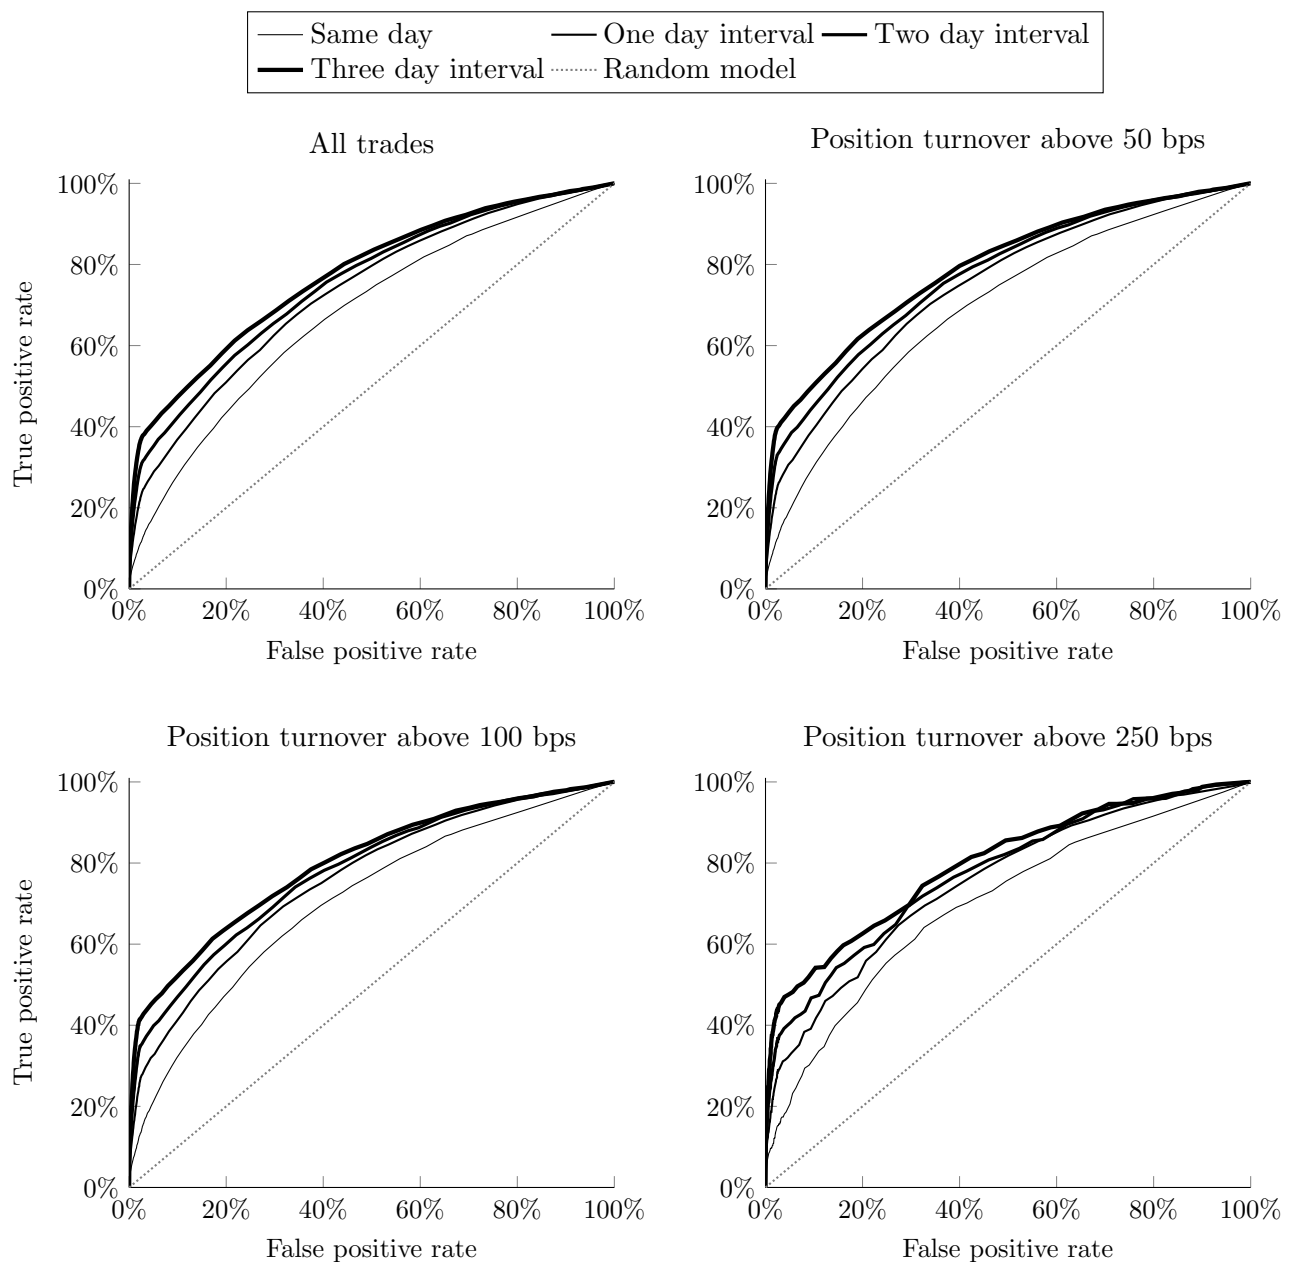 Same day One day interval Two day interval
Three day interval Random model
All trades
Position turnover above 50 bps
100%
80%
60%
40%
20%
0%
True positive rate
0% 20% 40% 60% 80% 100%
False positive rate
100%
80%
60%
40%
20%
0%
0% 20% 40% 60% 80% 100%
False positive rate
Position turnover above 100 bps
Position turnover above 250 bps
100%
80%
60%
40%
20%
0%
True positive rate
0% 20% 40% 60% 80% 100%
False positive rate
100%
80%
60%
40%
20%
0%
0% 20% 40% 60% 80% 100%
False positive rate